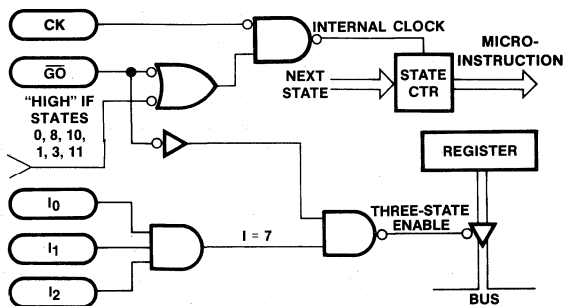 CK
INTERNAL CLOCK
MICRO-
INSTRUCTION
GO
NEXT
STATE
STATE
CTR
"HIGH" IF
STATES
0, 8, 10,
1, 3, 11
REGISTER
I0
I1
I2
I = 7
THREE-STATE
ENABLE
BUS